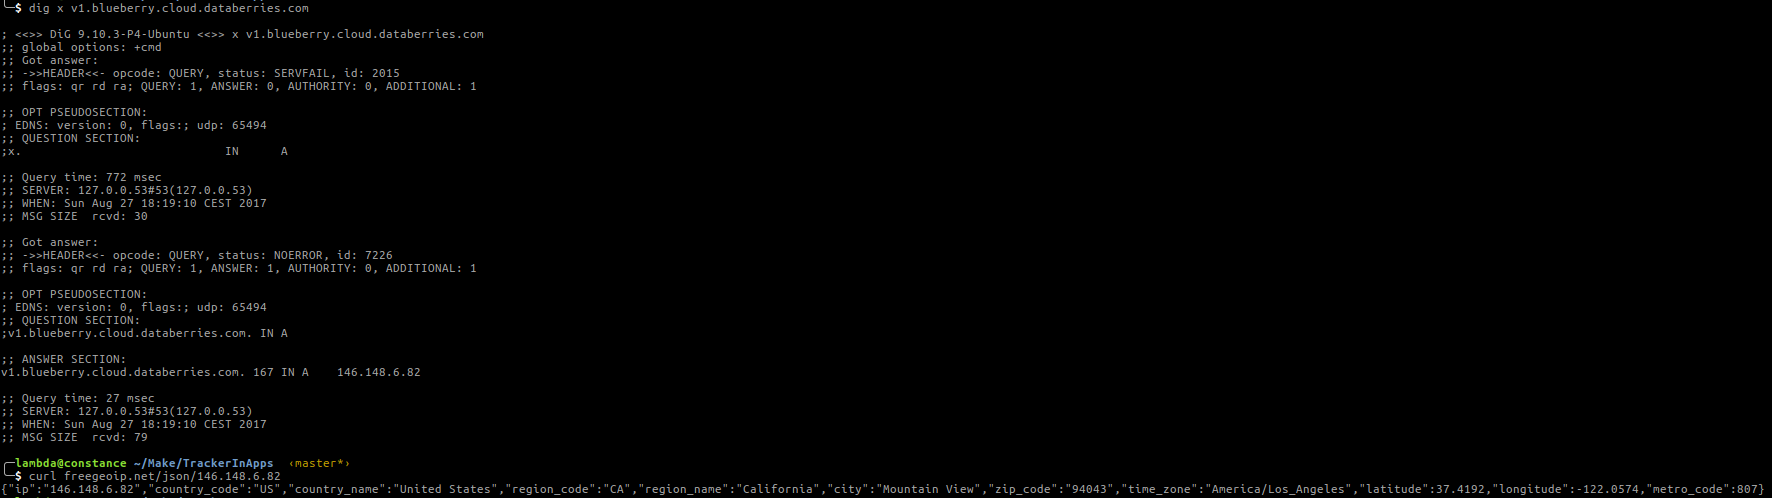 $ dig x v1.blueberry.cloud.databerries.com
; <<>> DiG 9.10.3-P4-Ubuntu <<>> x v1.blueberry.cloud.databerries.com
;; global options: +cmd
;; Got answer:
;; ->>HEADER<<- opcode: QUERY, status: SERVFAIL, id: 2015
;; flags: qr rd ra; QUERY: 1, ANSWER: 0, AUTHORITY: 0, ADDITIONAL: 1
;; OPT PSEUDOSECTION:
; EDNS: version: 0, flags:; udp: 65494
;; QUESTION SECTION:
;x. IN A
;; Query time: 772 msec
;; SERVER: 127.0.0.53#53(127.0.0.53)
;; WHEN: Sun Aug 27 18:19:10 CEST 2017
;; MSG SIZE rcvd: 30
;; Got answer:
;; ->>HEADER<<- opcode: QUERY, status: NOERROR, id: 7226
;; flags: qr rd ra; QUERY: 1, ANSWER: 1, AUTHORITY: 0, ADDITIONAL: 1
;; OPT PSEUDOSECTION:
; EDNS: version: 0, flags:; udp: 65494
;; QUESTION SECTION:
;v1.blueberry.cloud.databerries.com. IN A
;; ANSWER SECTION:
v1.blueberry.cloud.databerries.com. 167 IN A 146.148.6.82
;; Query time: 27 msec
;; SERVER: 127.0.0.53#53(127.0.0.53)
;; WHEN: Sun Aug 27 18:19:10 CEST 2017
;; MSG SIZE rcvd: 79
lambda@constance ~/Make/TrackerInApps ‹master*›
$ curl freegeoip.net/json/146.148.6.82
{"ip":"146.148.6.82","country_code":"US","country_name":"United States","region_code":"CA","region_name":"California","city":"Mountain View","zip_code":"94043","time_zone":"America/Los_Angeles","latitude":37.4192,"longitude":-122.0574,"metro_code":807}